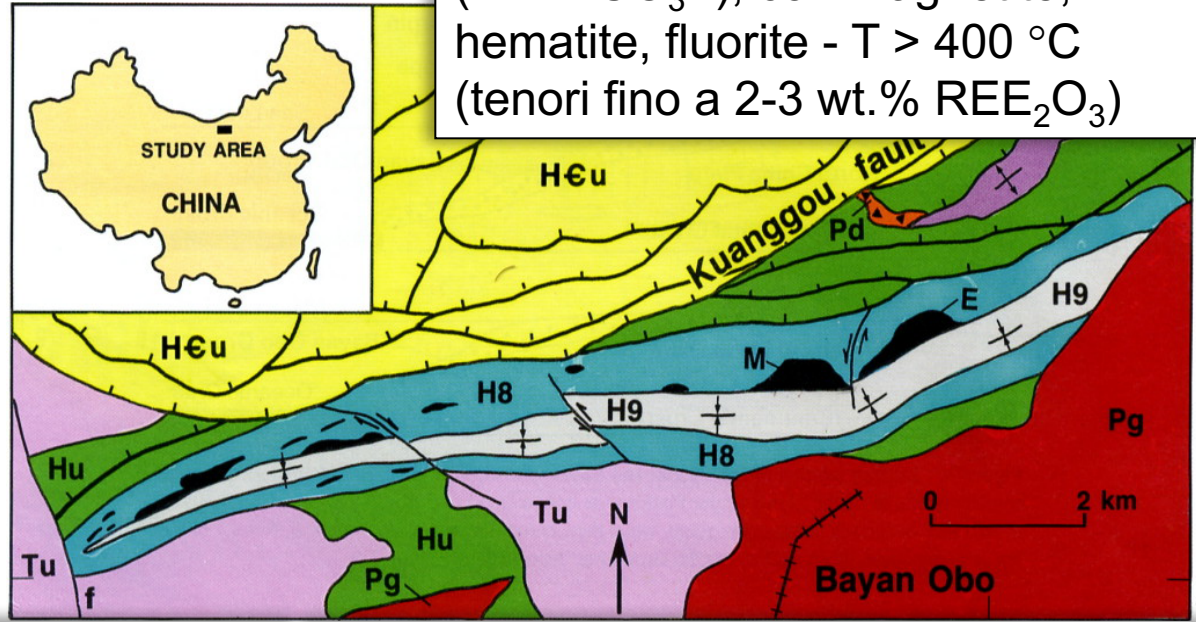 hematite, fluorite - T > 400 °C
(tenori fino a 2-3 wt.% REE₂O₃)
STUDY AREA
CHINA
H€u
Kuanggou fault
Pd
E
H9
H€u
M
H8
H9
Pg
H8
Hu
0 2 km
Tu
N
Hu
Tu
Pg
Bayan Obo
f